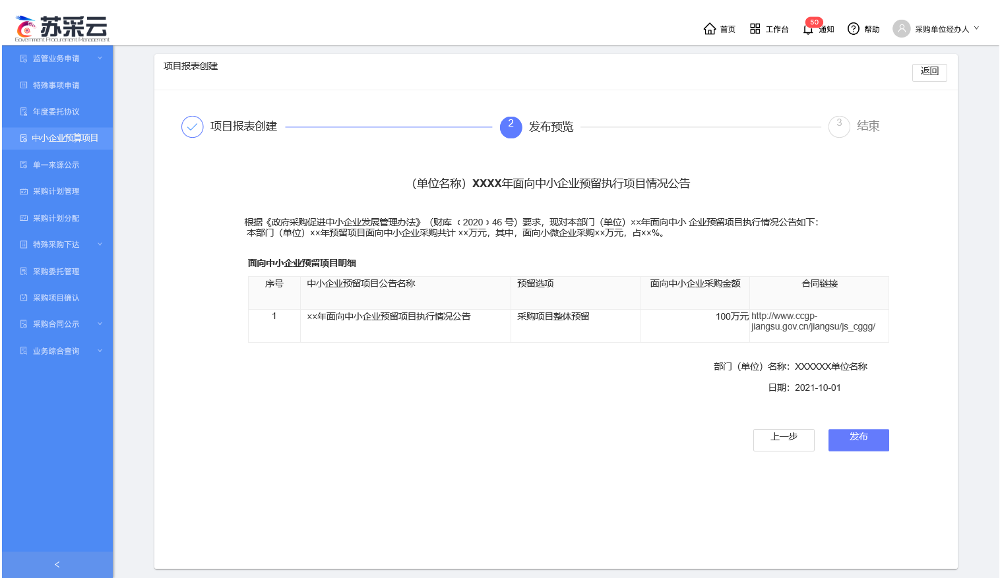 苏采云
Government Procurement Management
首页
工作台
50
通知
帮助
采购单位经办人
监管业务申请
特殊事项申请
年度委托协议
中小企业预算项目
单一来源公示
采购计划管理
采购计划分配
特殊采购下达
采购委托管理
采购项目确认
采购合同公示
业务综合查询
<
项目报表创建
返回
项目报表创建
2
发布预览
3
结束
（单位名称）XXXX年面向中小企业预留执行项目情况公告
根据《政府采购促进中小企业发展管理办法》（财库﹝2020﹞46 号）要求，现对本部门（单位）××年面向中小 企业预留项目执行情况公告如下：
本部门（单位）××年预留项目面向中小企业采购共计 ××万元，其中，面向小微企业采购××万元，占××%。
面向中小企业预留项目明细
序号 中小企业预留项目公告名称 预留选项 面向中小企业采购金额 合同链接
1 ××年面向中小企业预留项目执行情况公告 采购项目整体预留 100万元 http://www.ccgp-
jiangsu.gov.cn/jiangsu/js_cggg/
部门（单位）名称：XXXXXX单位名称
日期：2021-10-01
上一步
发布